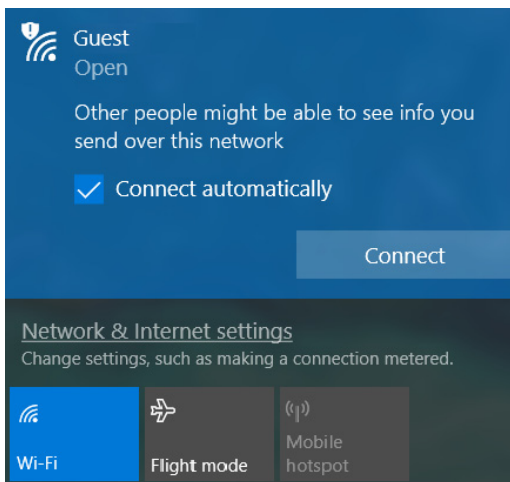 Guest
Open
Other people might be able to see info you
send over this network
Connect automatically
Connect
Network & Internet settings
Change settings, such as making a connection metered.
Wi-Fi
Flight mode
Mobile
hotspot